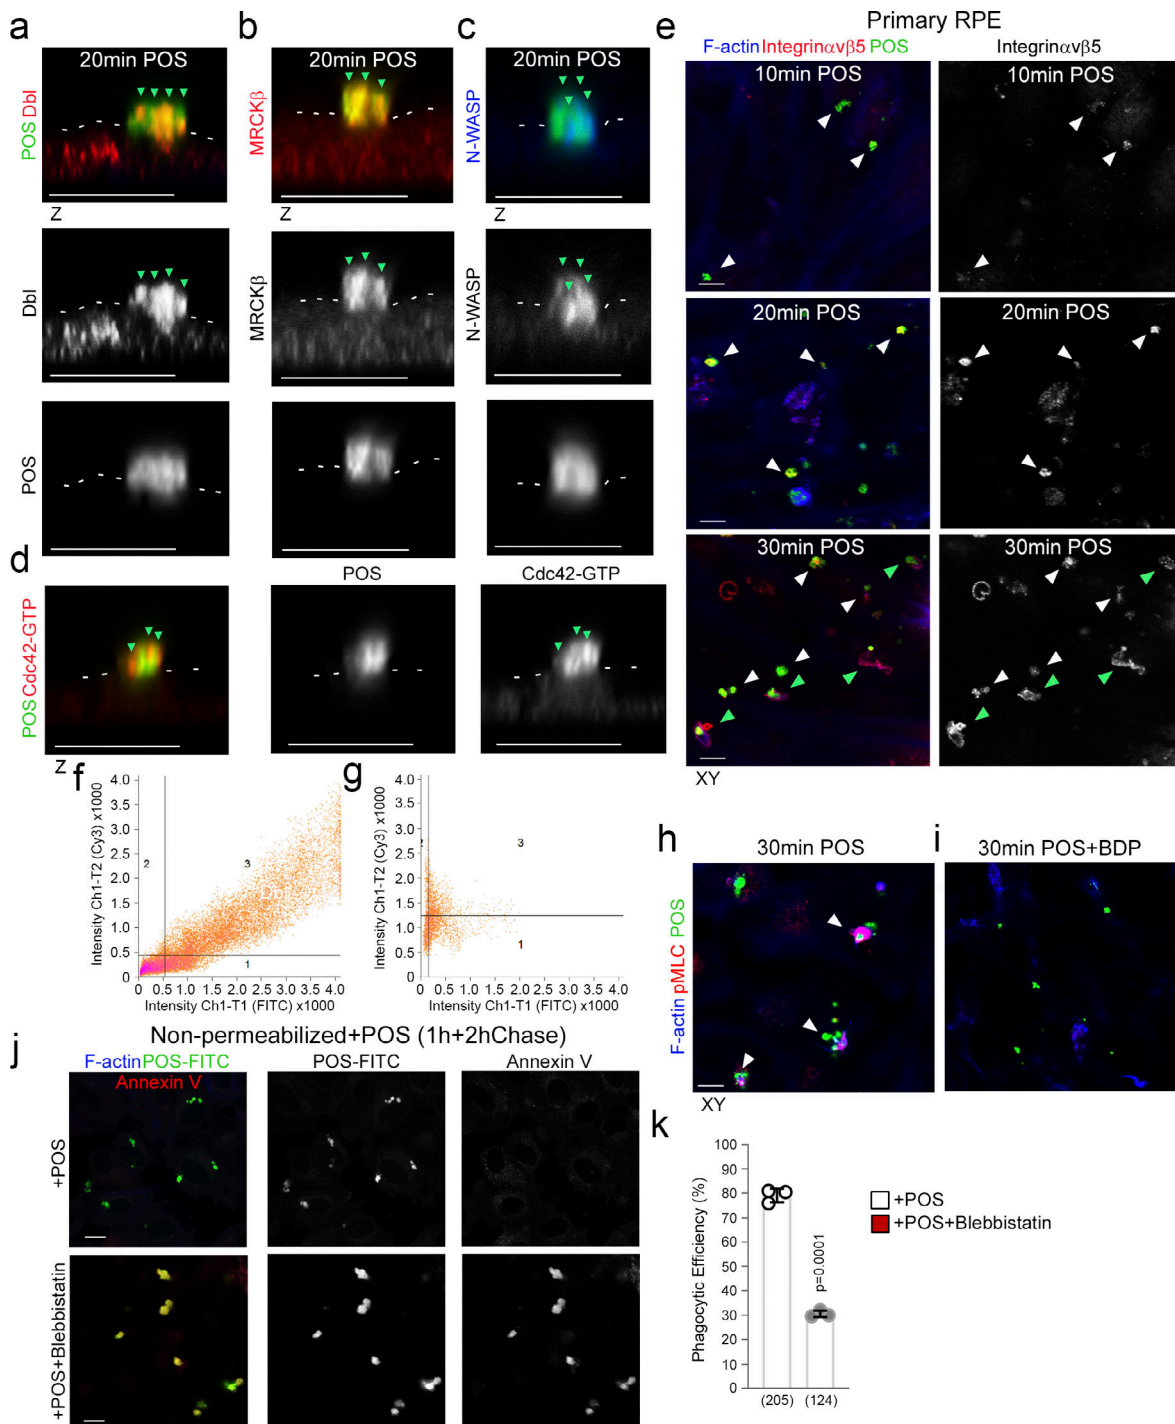 a
b
c
e
Primary RPE
F-actin Integrinαvβ5 POS
Integrinαvβ5
20min POS
20min POS
20min POS
10min POS
10min POS
POS Dbl
MRCKβ
N-WASP
Z
Z
Dbl
MRCKβ
N-WASP
20min POS
20min POS
POS
d
POS
Cdc42-GTP
30min POS
30min POS
POS Cdc42-GTP
Z
XY
f
g
Intensity Ch1-T2 (Cy3) x1000
4.0
3.5
3.0
2.5
2.0
1.5
1.0
0.5
0
2
3
1
0 0.5 1.0 1.5 2.0 2.5 3.0 3.5 4.0
Intensity Ch1-T1 (FITC) x1000
Intensity Ch1-T2 (Cy3) x1000
4.0
3.5
3.0
2.5
2.0
1.5
1.0
0.5
0
3
1
0 0.5 1.0 1.5 2.0 2.5 3.0 3.5 4.0
Intensity Ch1-T1 (FITC) x1000
h
30min POS
i
30min POS+BDP
F-actin pMLC POS
XY
Non-permeabilized+POS (1h+2hChase)
j
F-actin POS-FITC
Annexin V
POS-FITC
Annexin V
+POS
+POS+Blebbistatin
k
Phagocytic Efficiency (%)
100
90
80
70
60
50
40
30
20
10
0
p=0.0001
(205) (124)
+POS
+POS+Blebbistatin